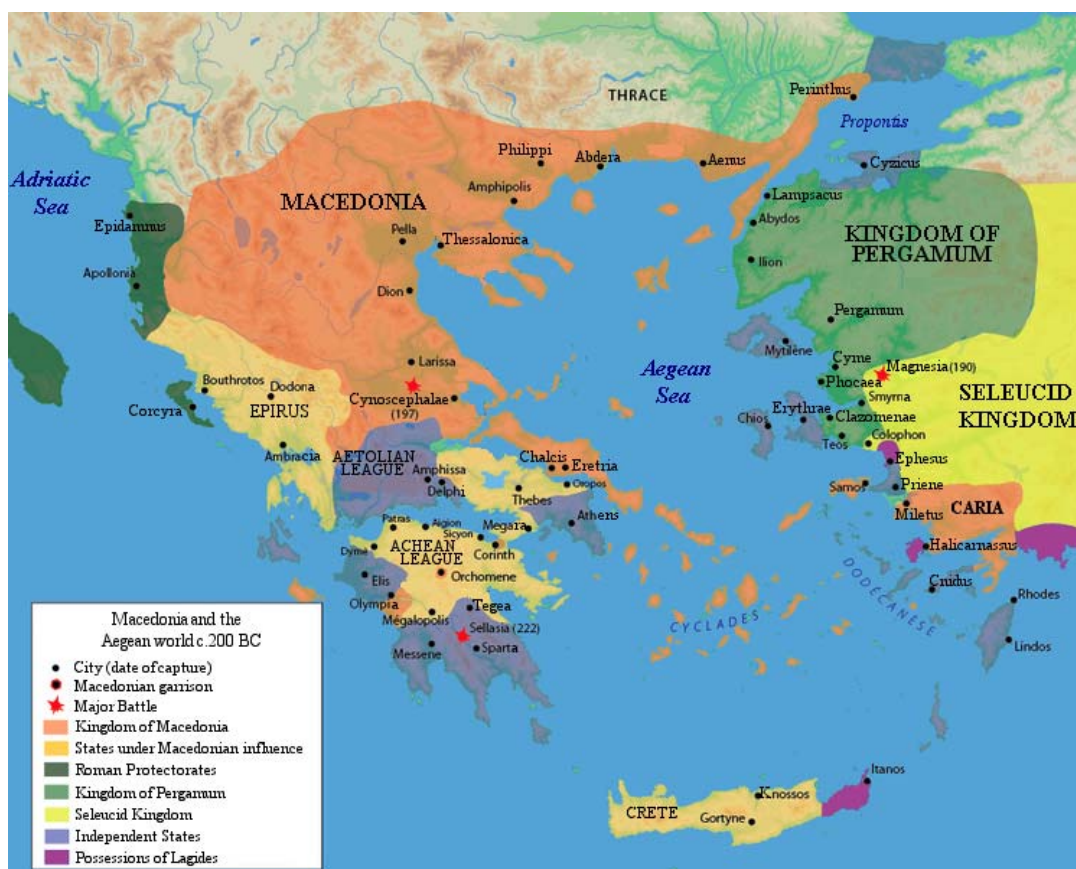 THRACE
Perinthus
Propontis
Philippi
Abdera
Aenus
Cyzicus
Adriatic
Sea
MACEDONIA
Amphipolis
Lampsacus
Epidamnus
Pella
Thessalonica
Abydos
KINGDOM OF
PERGAMUM
Apollonia
Dion
Ilion
Pergamum
Larissa
Mytilène
Aegean
Sea
Cyme
Magnesia (190)
Bouthrotos
Dodona
Cynoscephalae
(197)
Phocaea
Smyrna
SELEUCID
KINGDOM
Corcyra
EPIRUS
Chios
Erythrae
Clazomenae
Teos
Colophon
Ambracia
AETOLIAN
LEAGUE
Amphissa
Delphi
Chalcis
Eretria
Oropos
Thebes
Ephesus
Samos
Priene
Patras
Aigion
Sicyon
Megara
Athens
Miletus
CARIA
Dymé
ACHEAN
LEAGUE
Corinth
Halicarnassus
Elis
Orchomene
Olympia
Tegea
Cnidus
DODECANÈSE
Rhodes
Mégalopolis
Sellasia (222)
CYCLADES
Messene
Sparta
Lindos
Itanos
CRETE
Knossos
Gortyne
Macedonia and the
Aegean world c.200 BC
City (date of capture)
Macedonian garrison
Major Battle
Kingdom of Macedonia
States under Macedonian influence
Roman Protectorates
Kingdom of Pergamum
Seleucid Kingdom
Independent States
Possessions of Lagides